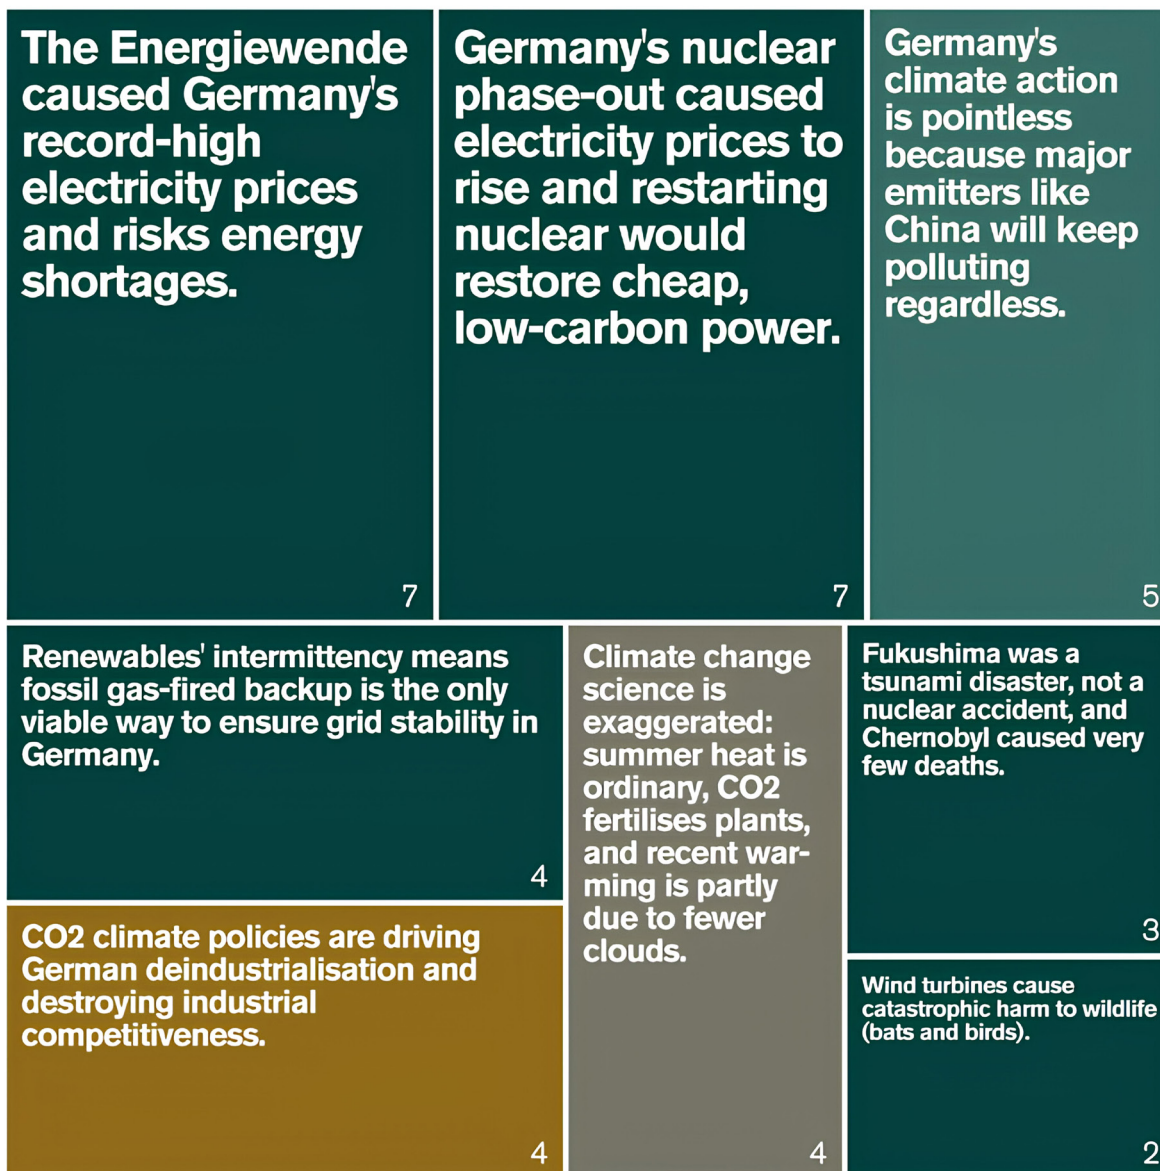 The Energiewende
caused Germany's
record-high
electricity prices
and risks energy
shortages.
7
Germany's nuclear
phase-out caused
electricity prices to
rise and restarting
nuclear would
restore cheap,
low-carbon power.
7
Germany's
climate action
is pointless
because major
emitters like
China will keep
polluting
regardless.
5
Renewables' intermittency means
fossil gas-fired backup is the only
viable way to ensure grid stability in
Germany.
4
CO2 climate policies are driving
German deindustrialisation and
destroying industrial
competitiveness.
4
Climate change
science is
exaggerated:
summer heat is
ordinary, CO2
fertilises plants,
and recent war-
ming is partly
due to fewer
clouds.
4
Fukushima was a
tsunami disaster, not a
nuclear accident, and
Chernobyl caused very
few deaths.
3
Wind turbines cause
catastrophic harm to wildlife
(bats and birds).
2